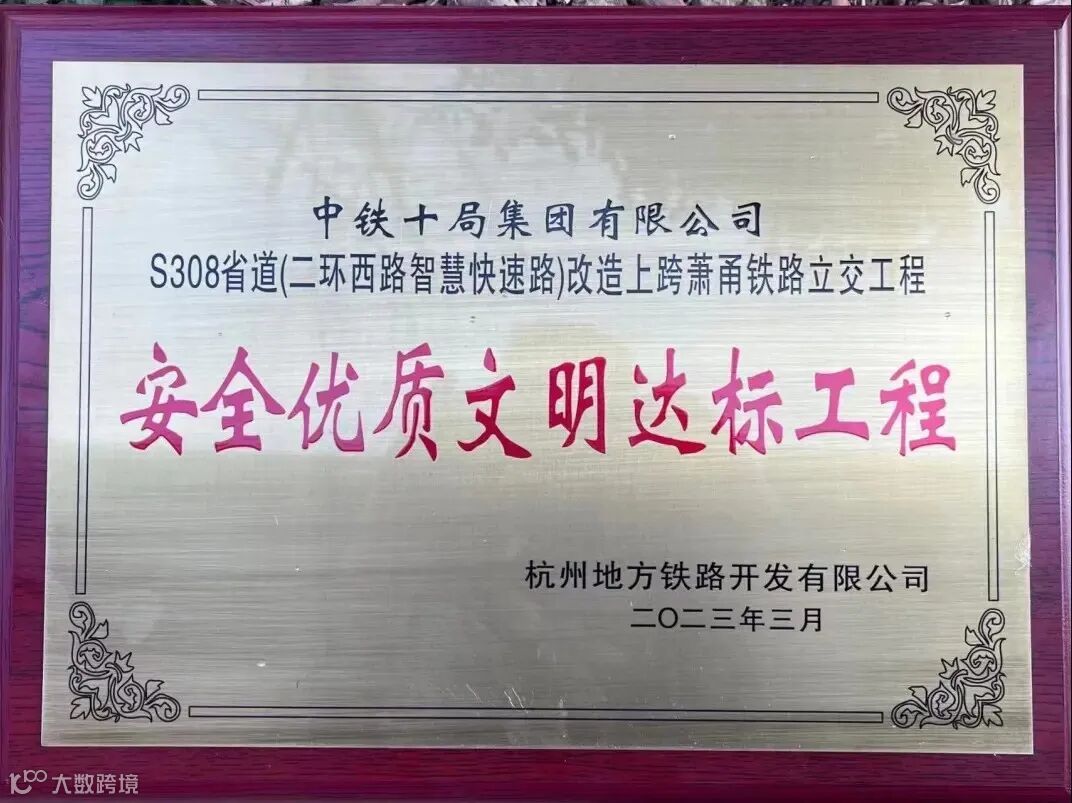 中铁十局集团有限公司
S308省道(二环西路智慧快速路)改造上跨萧甬铁路立交工程
安全优质文明达标工程
杭州地方铁路开发有限公司
二〇二三年三月
大数跨境